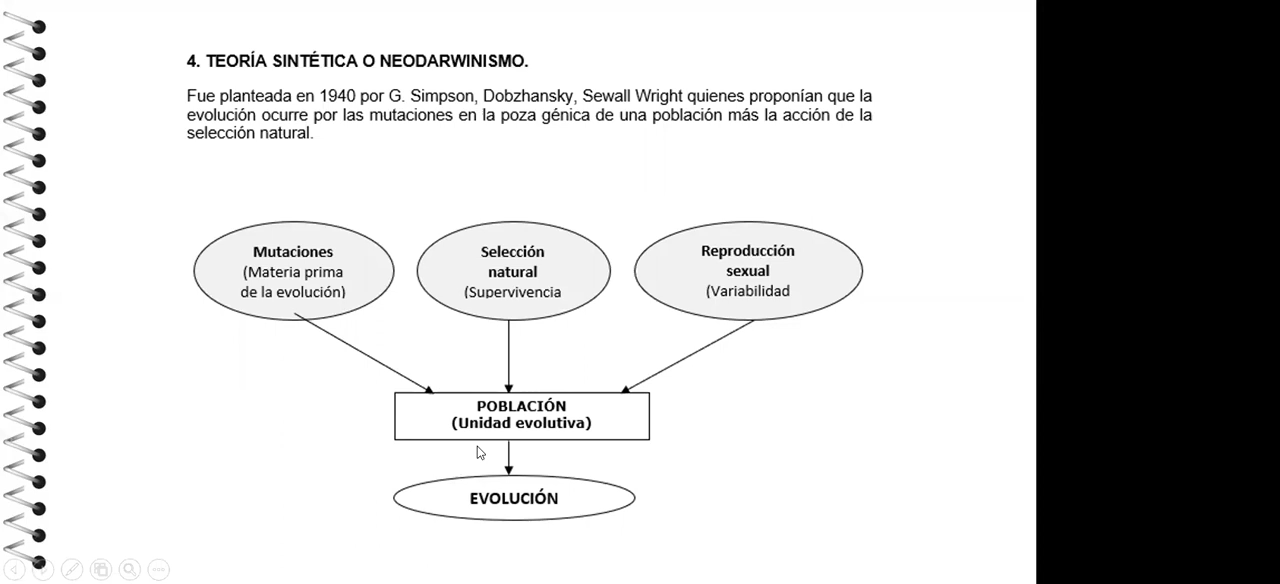 4. TEORÍA SINTÉTICA O NEODARWINISMO.
Fue planteada en 1940 por G. Simpson, Dobzhansky, Sewall Wright quienes proponían que la
evolución ocurre por las mutaciones en la poza génica de una población más la acción de la
selección natural.
Mutaciones
(Materia prima
de la evolución)
Selección
natural
(Supervivencia
Reproducción
sexual
(Variabilidad
POBLACIÓN
(Unidad evolutiva)
EVOLUCIÓN